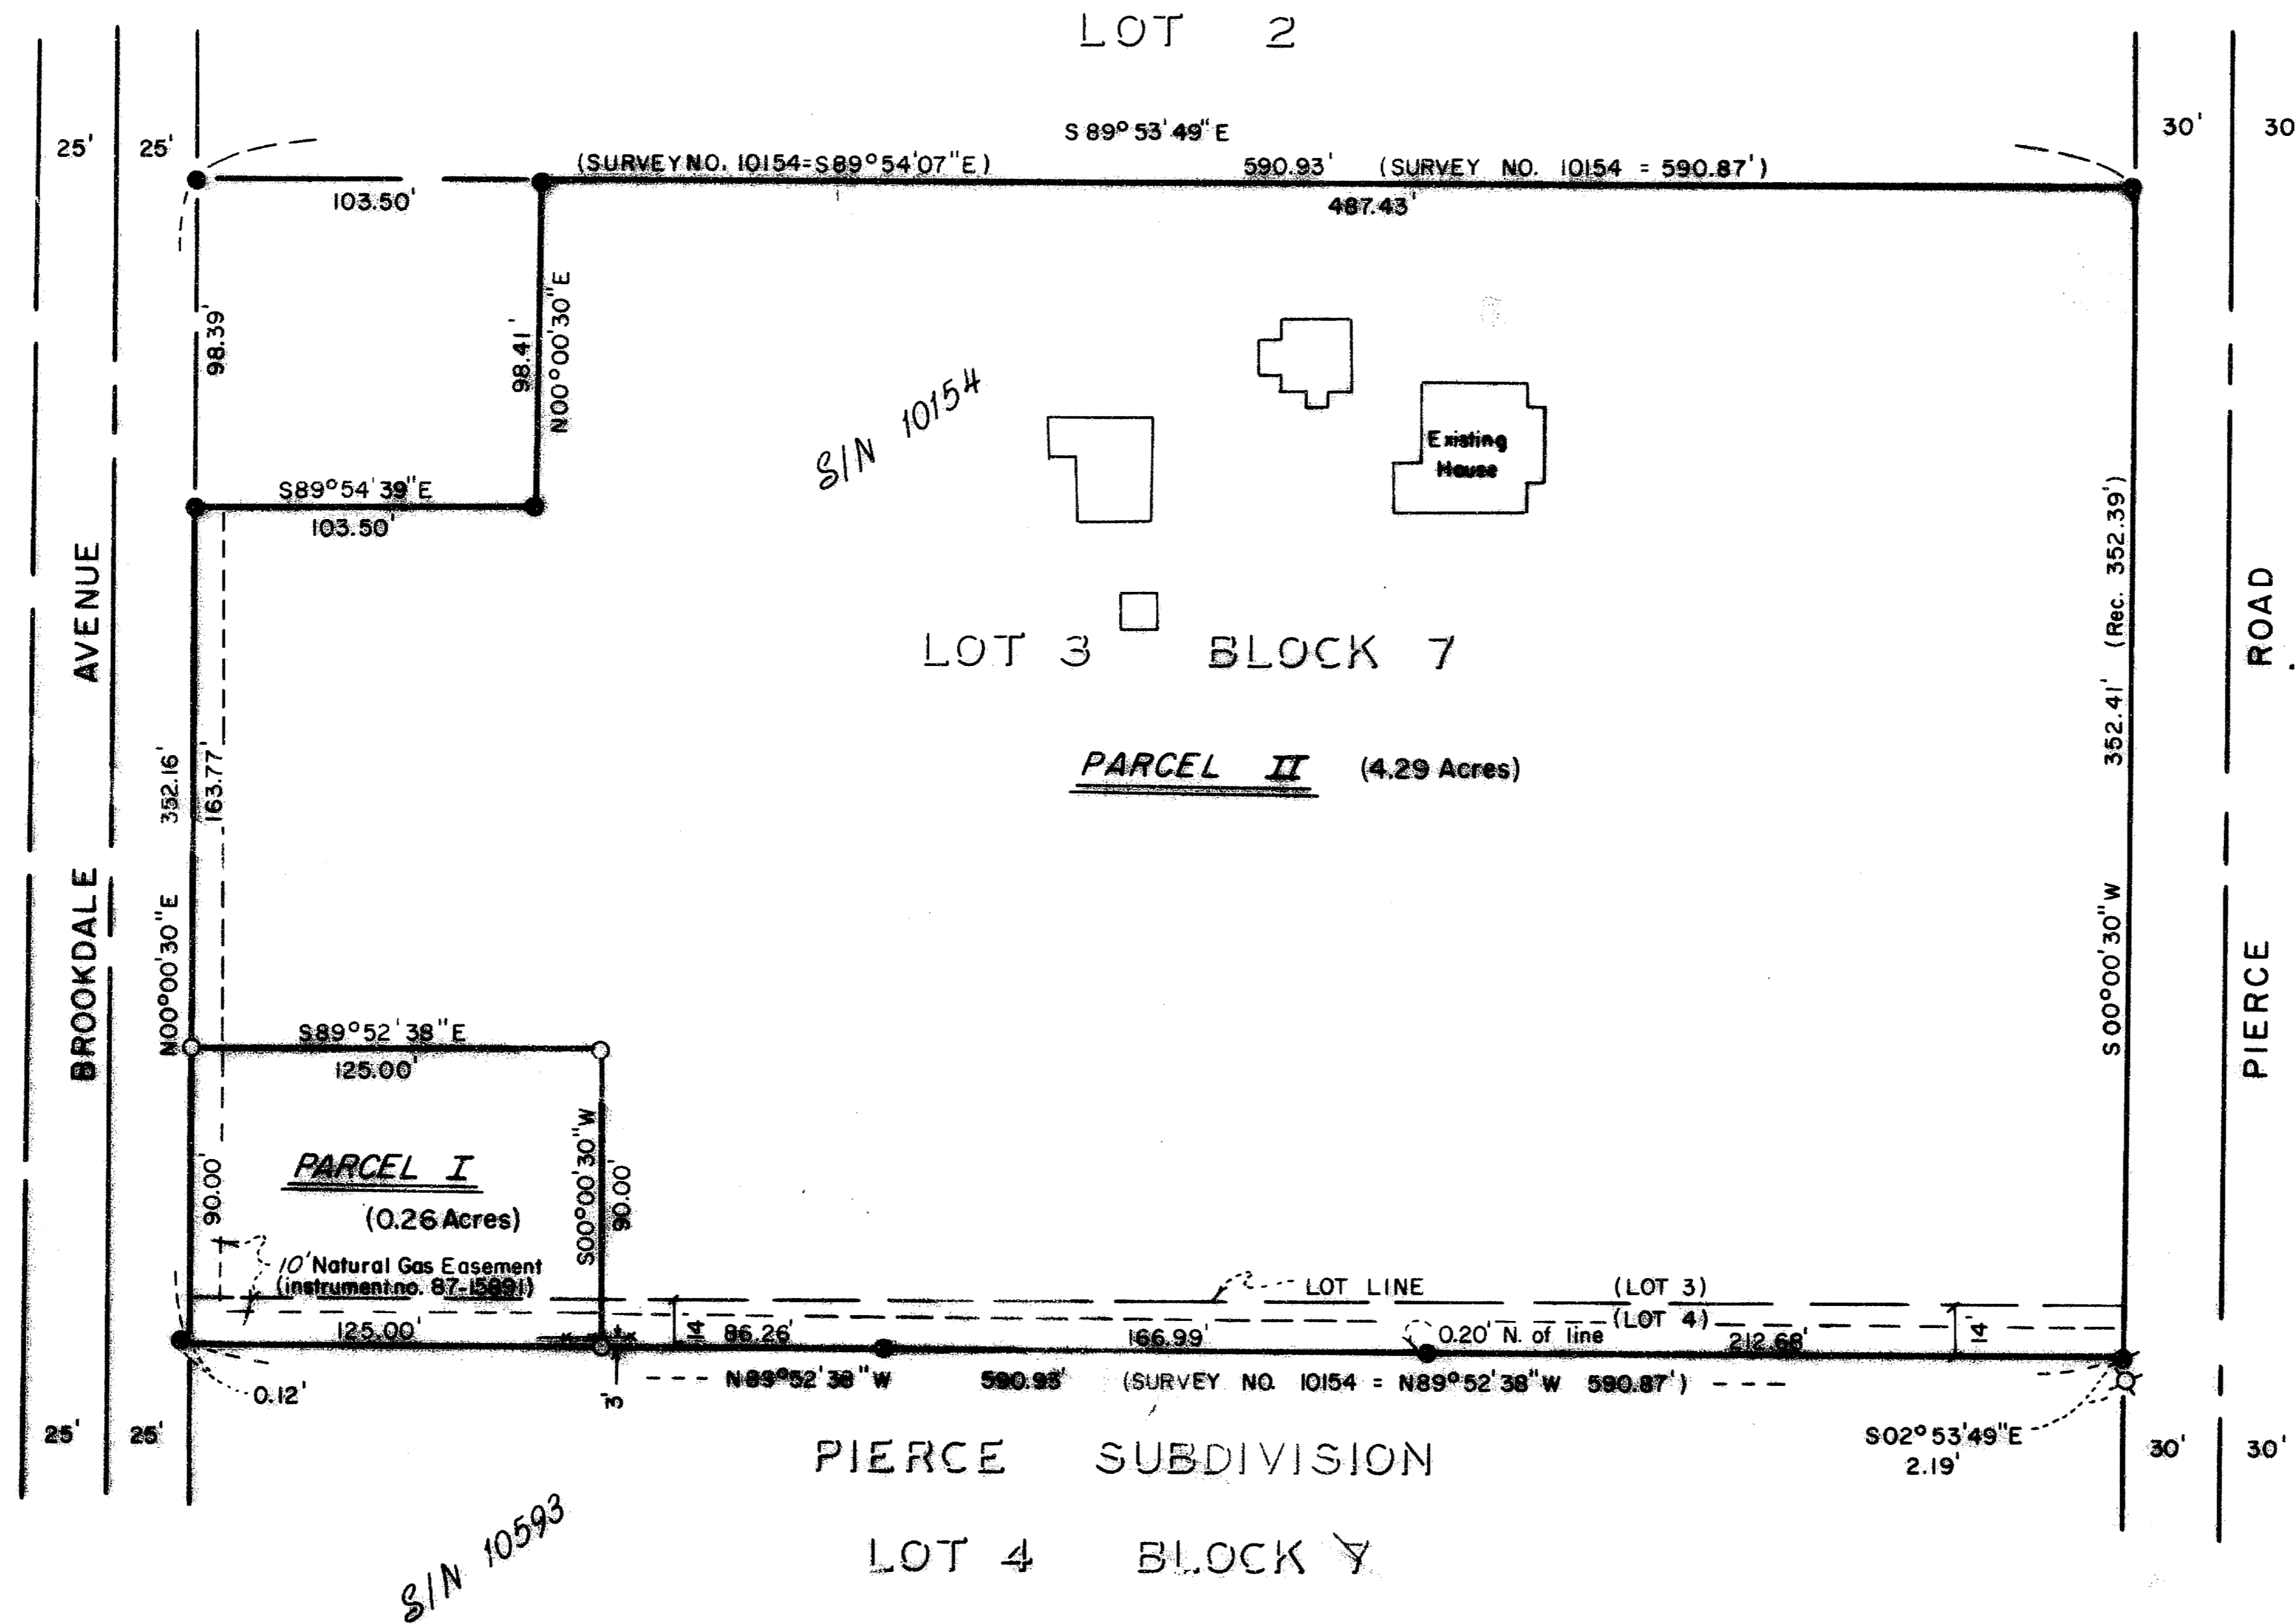 LOT 2
S 89° 53' 49" E
25' 25'
30' 30
(SURVEY NO. 10154=S89°54'07"E) 590.93' (SURVEY NO. 10154 = 590.87')
103.50' 487.43'
98.39'
98.41'
N00°00'30"E
S/N 10154
Existing
House
S89°54'39"E
103.50'
352.41' (Rec. 352.39')
S00°00'30"W
BROOKDALE AVENUE
PIERCE ROAD
LOT 3 BLOCK 7
N00°00'30"E 352.16'
163.77'
PARCEL II (4.29 Acres)
S89°52'38"E
125.00'
S00°00'30"W
90.00'
90.00'
PARCEL I
(0.26 Acres)
10' Natural Gas Easement
(instrument no. 87-15891)
LOT LINE (LOT 3)
(LOT 4)
125.00' 14' 86.26' 166.99' 0.20' N. of line 212.68' 14'
3'
--- N89°52'38"W 590.93' (SURVEY NO. 10154 = N89°52'38"W 590.87') ---
0.12'
25' 25'
S02°53'49"E
2.19'
30' 30'
PIERCE SUBDIVISION
S/N 10593
LOT 4 BLOCK 7